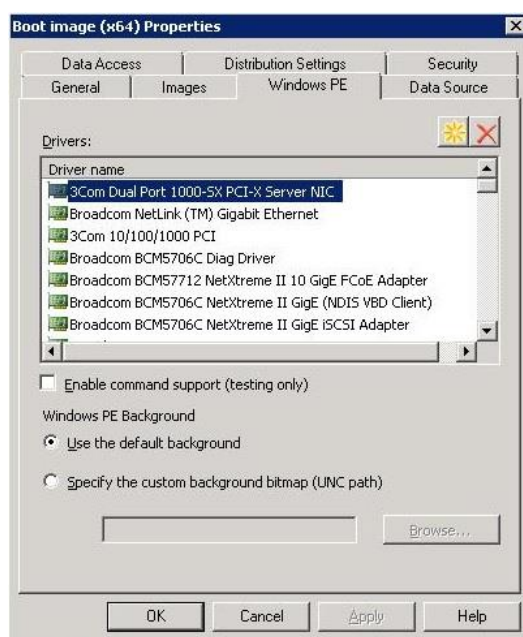 Boot image (x64) Properties
Data Access Distribution Settings Security
General Images Windows PE Data Source
Drivers:
Driver name
3Com Dual Port 1000-SX PCI-X Server NIC
Broadcom NetLink (TM) Gigabit Ethernet
3Com 10/100/1000 PCI
Broadcom BCM5706C Diag Driver
Broadcom BCM57712 NetXtreme II 10 GigE FCoE Adapter
Broadcom BCM5706C NetXtreme II GigE (NDIS VBD Client)
Broadcom BCM5706C NetXtreme II GigE iSCSI Adapter
Enable command support (testing only)
Windows PE Background
Use the default background
Specify the custom background bitmap (UNC path)
Browse...
OK Cancel Apply Help